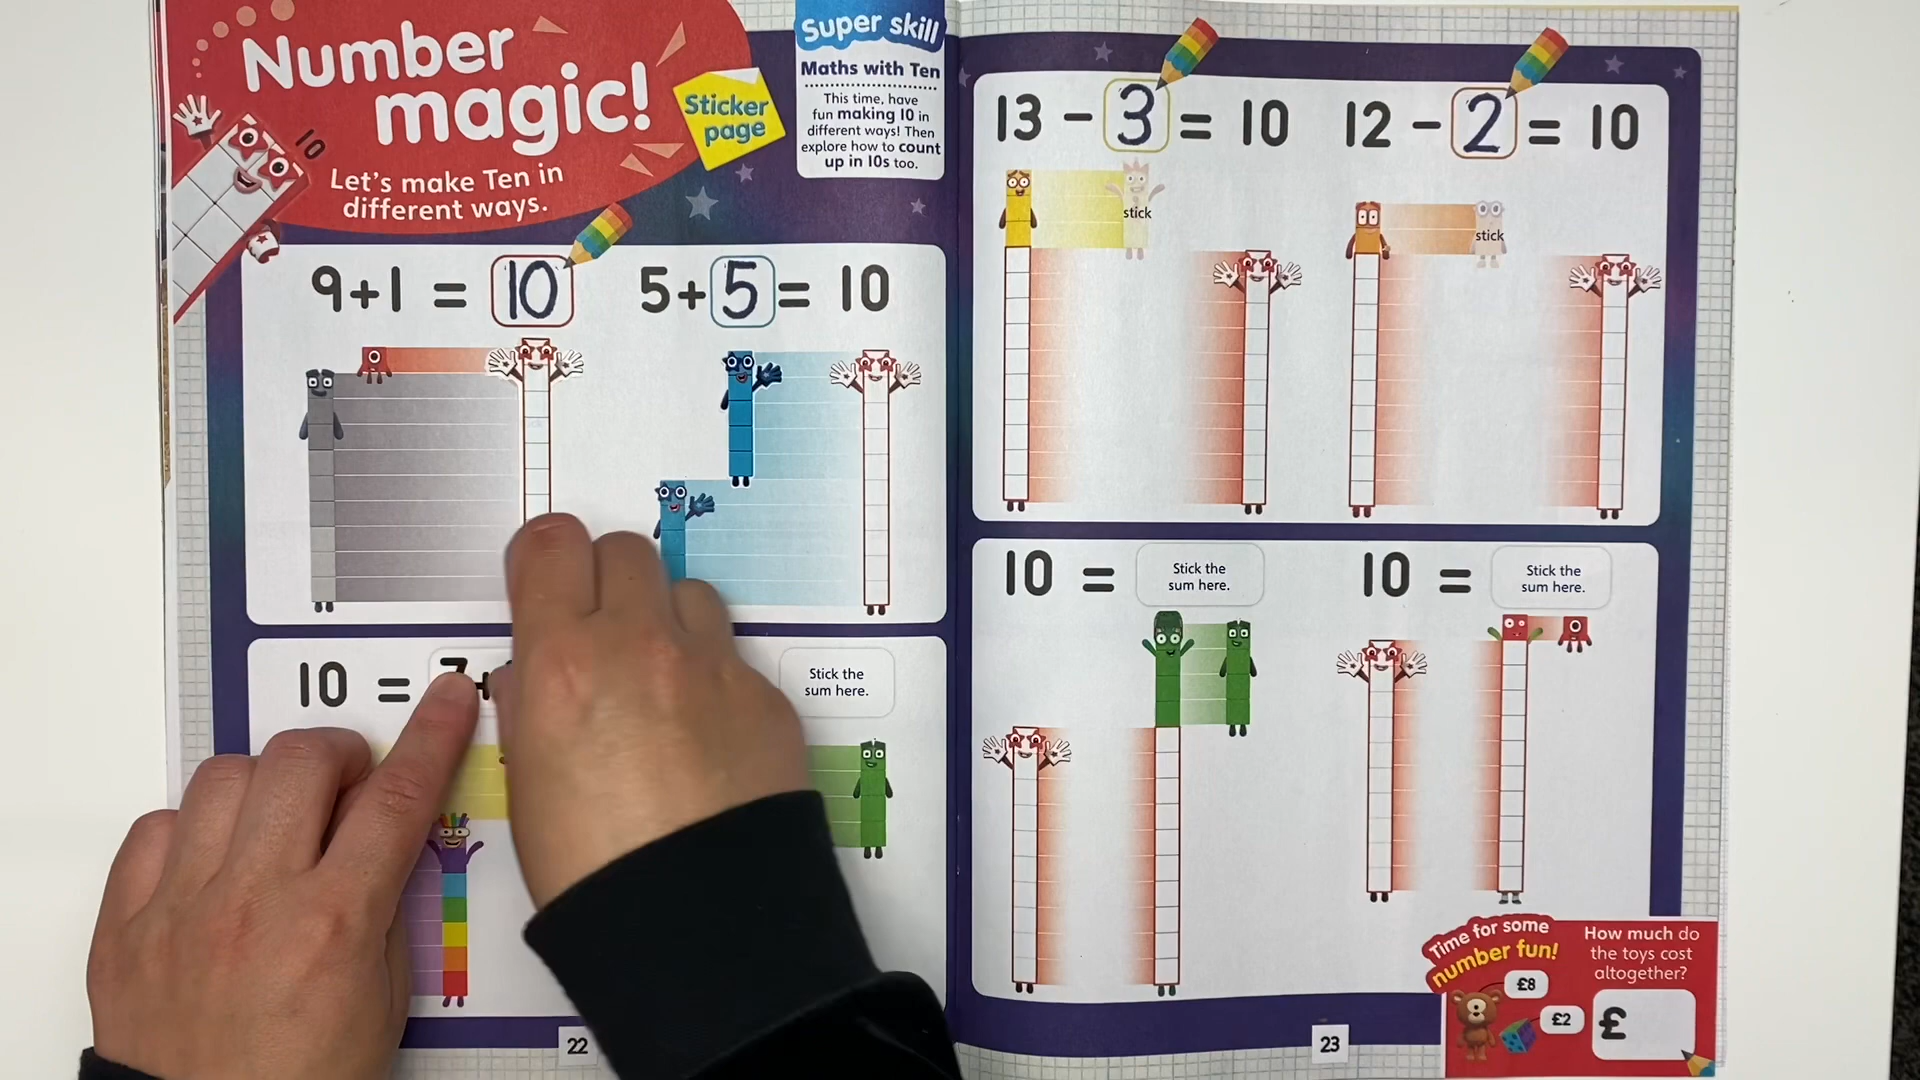 Number
magic!
10
Let's make Ten in
different ways.
Sticker
page
Super skill
Maths with Ten
This time, have
fun making 10 in
different ways! Then
explore how to count
up in 10s too.
9+1 = 10
5+5= 10
10 = 7+
Stick the
sum here.
22
13 - 3 = 10
12 - 2 = 10
stick
stick
10 =
Stick the
sum here.
10 =
Stick the
sum here.
Time for some
number fun!
How much do
the toys cost
altogether?
£8
£2
£
23